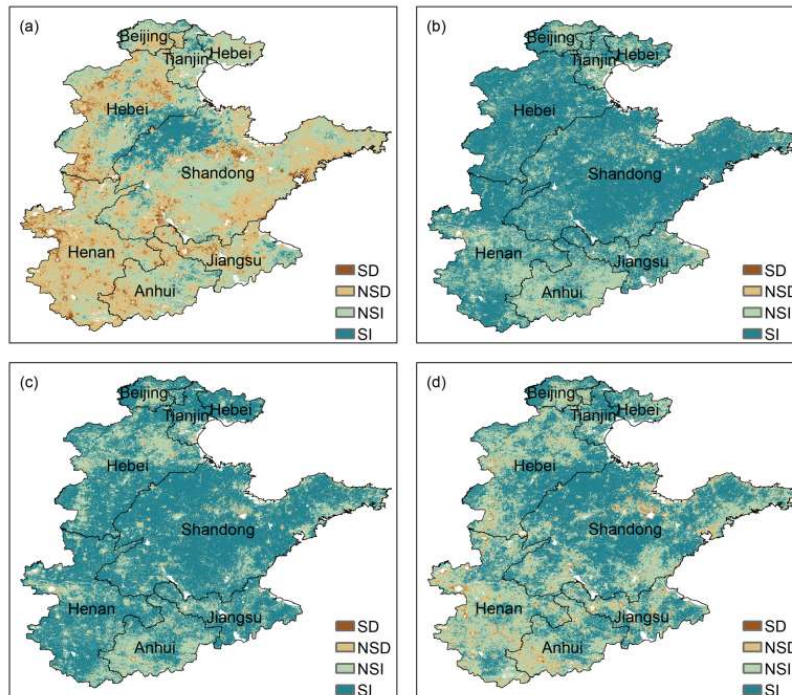 (a)
Beijing
Hebei
Tianjin
Hebei
Shandong
Henan
Jiangsu
Anhui
SD
NSD
NSI
SI
(b)
Beijing
Tianjin
Hebei
Hebei
Shandong
Henan
Jiangsu
Anhui
SD
NSD
NSI
SI
(c)
Beijing
Tianjin
Hebei
Hebei
Shandong
Henan
Jiangsu
Anhui
SD
NSD
NSI
SI
(d)
Beijing
Tianjin
Hebei
Hebei
Shandong
Henan
Jiangsu
Anhui
SD
NSD
NSI
SI